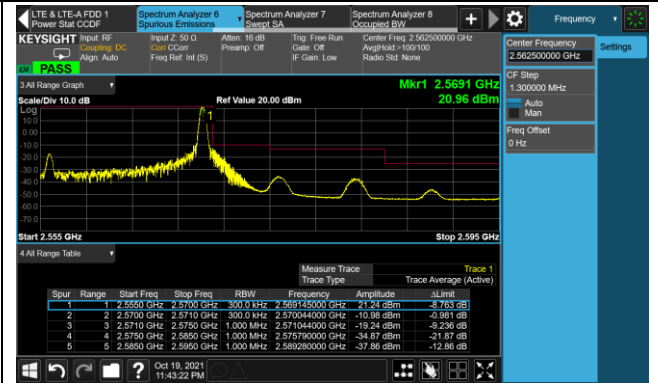 LTE & LTE-A FDD 1
Power Stat CCDF
Spectrum Analyzer 6
Spurious Emissions
Spectrum Analyzer 7
Swept SA
Spectrum Analyzer 8
Occupied BW
Frequency
KEYSIGHT
Input: RF
Coupling: DC
Align: Auto
Input Z: 50 Ω
Corr CCorr
Freq Ref: Int (S)
Atten: 16 dB
Preamp: Off
Trig: Free Run
Gate: Off
IF Gain: Low
Center Freq: 2.562500000 GHz
Avg|Hold:>100/100
Radio Std: None
PASS
Center Frequency
2.562500000 GHz
Settings
CF Step
1.300000 MHz
Auto
Man
Freq Offset
0 Hz
3 All Range Graph
Mkr1 2.5691 GHz
20.96 dBm
Scale/Div 10.0 dB
Ref Value 20.00 dBm
Log
10.0
0.00
-10.0
-20.0
-30.0
-40.0
-50.0
-60.0
-70.0
1
Start 2.555 GHz
Stop 2.595 GHz
4 All Range Table
Measure Trace Trace 1
Trace Type Trace Average (Active)
Spur Range Start Freq Stop Freq RBW Frequency Amplitude ΔLimit
1 1 2.5550 GHz 2.5700 GHz 300.0 kHz 2.569145000 GHz 21.24 dBm -8.763 dB
2 2 2.5700 GHz 2.5710 GHz 300.0 kHz 2.570044000 GHz -10.98 dBm -0.981 dB
3 3 2.5710 GHz 2.5750 GHz 1.000 MHz 2.571044000 GHz -19.24 dBm -9.236 dB
4 4 2.5750 GHz 2.5850 GHz 1.000 MHz 2.575790000 GHz -34.87 dBm -21.87 dB
5 5 2.5850 GHz 2.5950 GHz 1.000 MHz 2.589280000 GHz -37.86 dBm -12.86 dB
?
Oct 19, 2021
11:43:22 PM